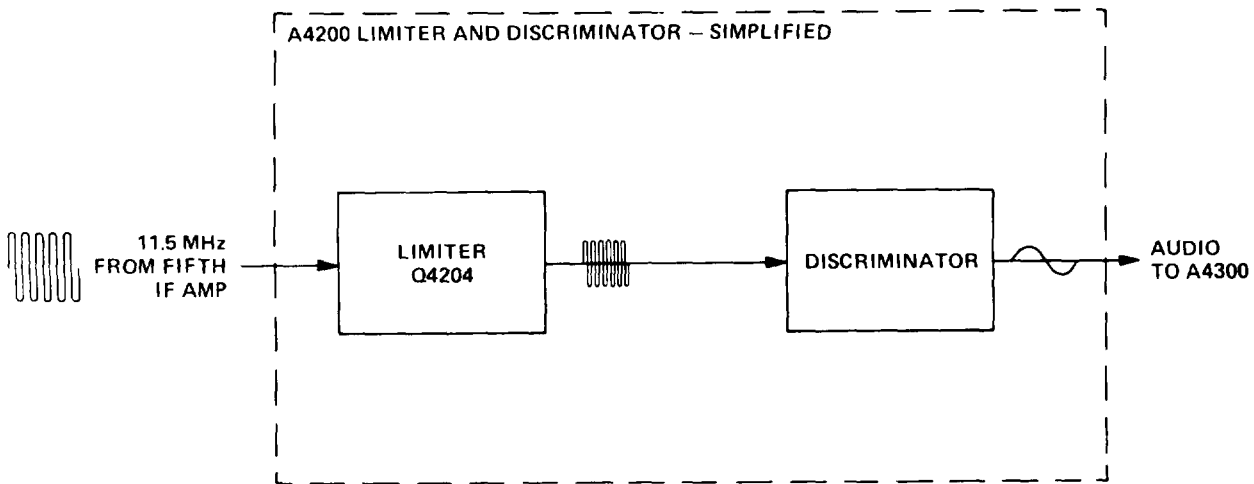 A4200 LIMITER AND DISCRIMINATOR – SIMPLIFIED
11.5 MHz
FROM FIFTH
IF AMP
LIMITER
Q4204
DISCRIMINATOR
AUDIO
TO A4300